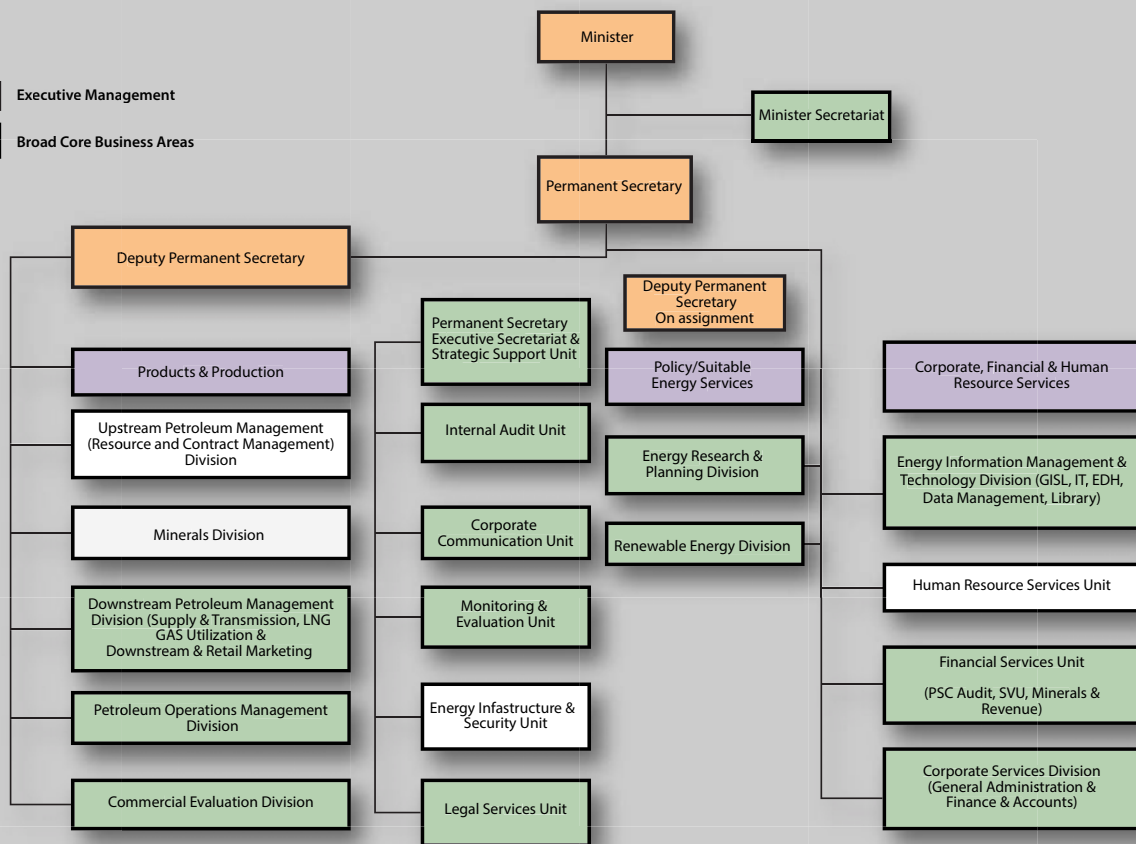 Minister
Executive Management
Minister Secretariat
Broad Core Business Areas
Permanent Secretary
Deputy Permanent Secretary
Deputy Permanent
Secretary
On assignment
Products & Production
Upstream Petroleum Management
(Resource and Contract Management)
Division
Minerals Division
Downstream Petroleum Management
Division (Supply & Transmission, LNG
GAS Utilization &
Downstream & Retail Marketing
Petroleum Operations Management
Division
Commercial Evaluation Division
Permanent Secretary
Executive Secretariat &
Strategic Support Unit
Internal Audit Unit
Corporate
Communication Unit
Monitoring &
Evaluation Unit
Energy Infastructure &
Security Unit
Legal Services Unit
Policy/Suitable
Energy Services
Energy Research &
Planning Division
Renewable Energy Division
Corporate, Financial & Human
Resource Services
Energy Information Management &
Technology Division (GISL, IT, EDH,
Data Management, Library)
Human Resource Services Unit
Financial Services Unit
(PSC Audit, SVU, Minerals &
Revenue)
Corporate Services Division
(General Administration &
Finance & Accounts)